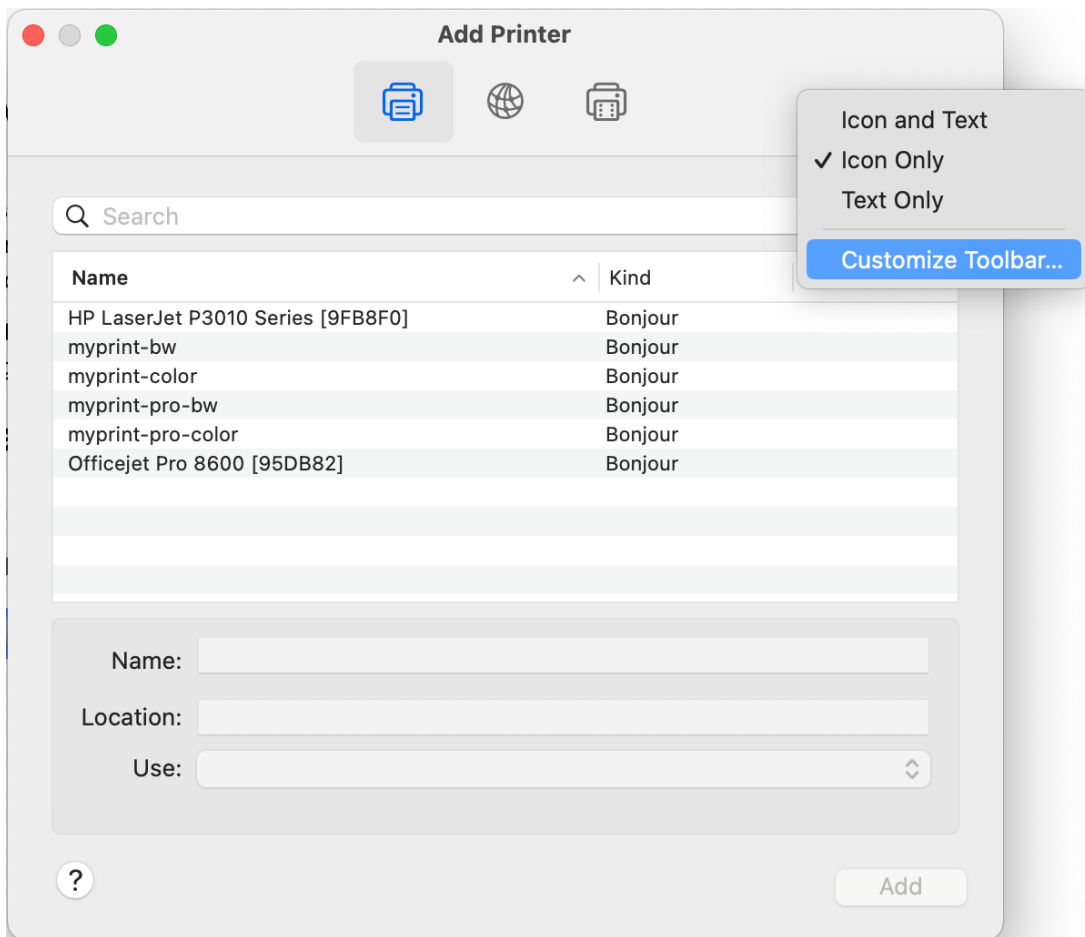 Add Printer
Icon and Text
✓ Icon Only
Text Only
Customize Toolbar...
Search
Name Kind
HP LaserJet P3010 Series [9FB8F0] Bonjour
myprint-bw Bonjour
myprint-color Bonjour
myprint-pro-bw Bonjour
myprint-pro-color Bonjour
Officejet Pro 8600 [95DB82] Bonjour
Name:
Location:
Use:
? Add